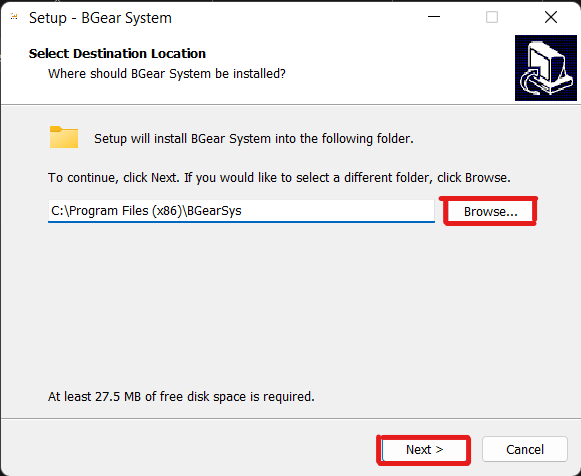 Setup - BGear System
Select Destination Location
Where should BGear System be installed?
Setup will install BGear System into the following folder.
To continue, click Next. If you would like to select a different folder, click Browse.
C:\Program Files (x86)\BGearSys
Browse...
At least 27.5 MB of free disk space is required.
Next >
Cancel